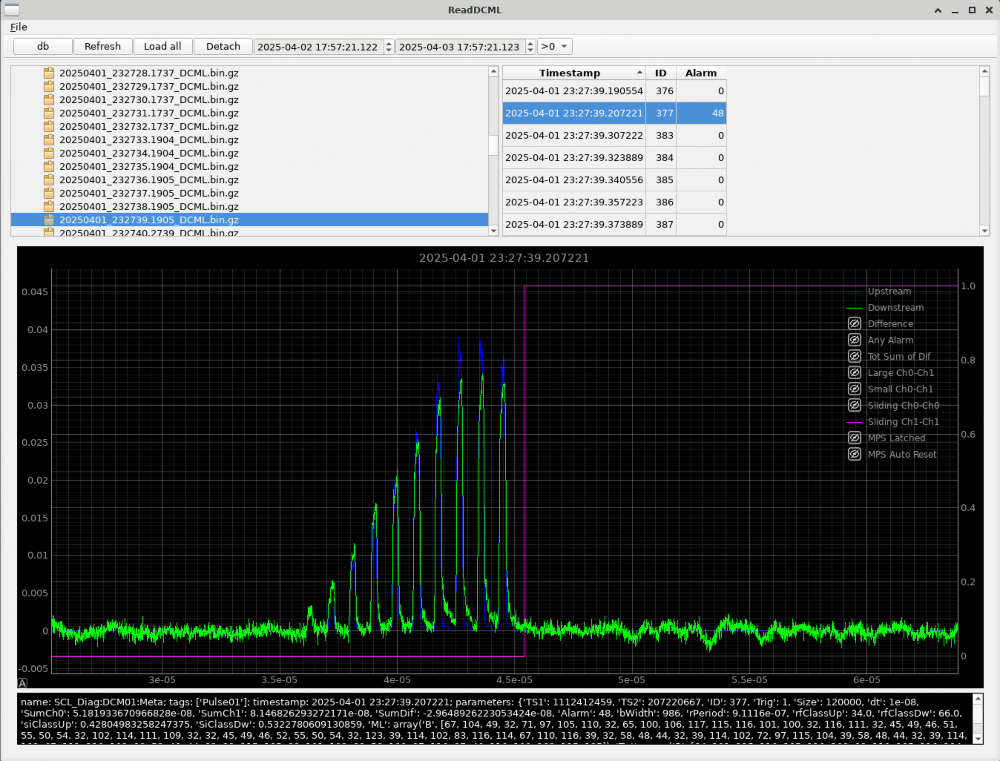 ReadDCML
File
db Refresh Load all Detach 2025-04-02 17:57:21.122 2025-04-03 17:57:21.123 >0
20250401_232728.1737_DCML.bin.gz
20250401_232729.1737_DCML.bin.gz
20250401_232730.1737_DCML.bin.gz
20250401_232731.1737_DCML.bin.gz
20250401_232732.1737_DCML.bin.gz
20250401_232733.1904_DCML.bin.gz
20250401_232734.1904_DCML.bin.gz
20250401_232735.1904_DCML.bin.gz
20250401_232736.1905_DCML.bin.gz
20250401_232737.1905_DCML.bin.gz
20250401_232738.1905_DCML.bin.gz
20250401_232739.1905_DCML.bin.gz
20250401_232740.2739_DCML.bin.gz
Timestamp ID Alarm
2025-04-01 23:27:39.190554 376 0
2025-04-01 23:27:39.207221 377 48
2025-04-01 23:27:39.307222 383 0
2025-04-01 23:27:39.323889 384 0
2025-04-01 23:27:39.340556 385 0
2025-04-01 23:27:39.357223 386 0
2025-04-01 23:27:39.373889 387 0
2025-04-01 23:27:39.207221
0.045
0.04
0.035
0.03
0.025
0.02
0.015
0.01
0.005
0
-0.005
1.0
0.8
0.6
0.4
0.2
0
Upstream
Downstream
Difference
Any Alarm
Tot Sum of Dif
Large Ch0-Ch1
Small Ch0-Ch1
Sliding Ch0-Ch0
Sliding Ch1-Ch1
MPS Latched
MPS Auto Reset
A
3e-05 3.5e-05 4e-05 4.5e-05 5e-05 5.5e-05 6e-05
name: SCL_Diag:DCM01:Meta; tags: ['Pulse01']; timestamp: 2025-04-01 23:27:39.207221; parameters: {'TS1': 1112412459, 'TS2': 207220667, 'ID': 377, 'Trig': 1, 'Size': 120000, 'dt': 1e-08,
'SumCh0': 5.181933670966828e-08, 'SumCh1': 8.146826293272171e-08, 'SumDif': -2.9648926223053424e-08, 'Alarm': 48, 'bWidth': 986, 'rPeriod': 9.1116e-07, 'rfClassUp': 34.0, 'rfClassDw': 66.0,
'siClassUp': 0.42804983258247375, 'SiClassDw': 0.5322780609130859, 'ML': array('B', [67, 104, 49, 32, 71, 97, 105, 110, 32, 65, 100, 106, 117, 115, 116, 101, 100, 32, 116, 111, 32, 45, 49, 46, 51,
55, 50, 54, 32, 102, 114, 111, 109, 32, 32, 45, 49, 46, 52, 55, 50, 54, 32, 123, 39, 114, 102, 83, 116, 114, 67, 110, 116, 39, 32, 58, 48, 44, 32, 39, 114, 102, 72, 97, 115, 104, 39, 58, 48, 44, 32, 39, 114,